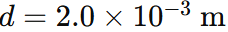 d = 2.0 × 10⁻³ m